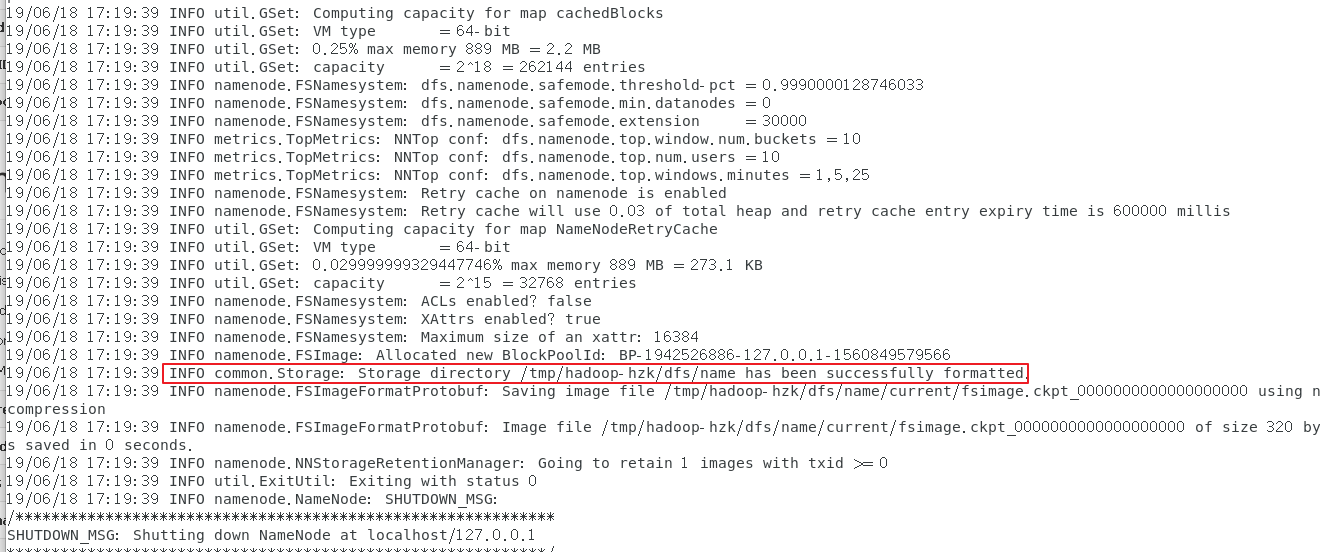 19/06/18 17:19:39 INFO util.GSet: Computing capacity for map cachedBlocks
19/06/18 17:19:39 INFO util.GSet: VM type       = 64-bit
19/06/18 17:19:39 INFO util.GSet: 0.25% max memory 889 MB = 2.2 MB
19/06/18 17:19:39 INFO util.GSet: capacity      = 2^18 = 262144 entries
19/06/18 17:19:39 INFO namenode.FSNamesystem: dfs.namenode.safemode.threshold-pct = 0.9990000128746033
19/06/18 17:19:39 INFO namenode.FSNamesystem: dfs.namenode.safemode.min.datanodes = 0
19/06/18 17:19:39 INFO namenode.FSNamesystem: dfs.namenode.safemode.extension     = 30000
19/06/18 17:19:39 INFO metrics.TopMetrics: NNTop conf: dfs.namenode.top.window.num.buckets = 10
19/06/18 17:19:39 INFO metrics.TopMetrics: NNTop conf: dfs.namenode.top.num.users = 10
19/06/18 17:19:39 INFO metrics.TopMetrics: NNTop conf: dfs.namenode.top.windows.minutes = 1,5,25
19/06/18 17:19:39 INFO namenode.FSNamesystem: Retry cache on namenode is enabled
19/06/18 17:19:39 INFO namenode.FSNamesystem: Retry cache will use 0.03 of total heap and retry cache entry expiry time is 600000 millis
19/06/18 17:19:39 INFO util.GSet: Computing capacity for map NameNodeRetryCache
19/06/18 17:19:39 INFO util.GSet: VM type       = 64-bit
19/06/18 17:19:39 INFO util.GSet: 0.029999999329447746% max memory 889 MB = 273.1 KB
19/06/18 17:19:39 INFO util.GSet: capacity      = 2^15 = 32768 entries
19/06/18 17:19:39 INFO namenode.FSNamesystem: ACLs enabled? false
19/06/18 17:19:39 INFO namenode.FSNamesystem: XAttrs enabled? true
19/06/18 17:19:39 INFO namenode.FSNamesystem: Maximum size of an xattr: 16384
19/06/18 17:19:39 INFO namenode.FSImage: Allocated new BlockPoolId: BP-1942526886-127.0.0.1-1560849579566
19/06/18 17:19:39 INFO common.Storage: Storage directory /tmp/hadoop-hzk/dfs/name has been successfully formatted.
19/06/18 17:19:39 INFO namenode.FSImageFormatProtobuf: Saving image file /tmp/hadoop-hzk/dfs/name/current/fsimage.ckpt_0000000000000000000 using n
compression
19/06/18 17:19:39 INFO namenode.FSImageFormatProtobuf: Image file /tmp/hadoop-hzk/dfs/name/current/fsimage.ckpt_0000000000000000000 of size 320 by
s saved in 0 seconds.
19/06/18 17:19:39 INFO namenode.NNStorageRetentionManager: Going to retain 1 images with txid >= 0
19/06/18 17:19:39 INFO util.ExitUtil: Exiting with status 0
19/06/18 17:19:39 INFO namenode.NameNode: SHUTDOWN_MSG:
/************************************************************
SHUTDOWN_MSG: Shutting down NameNode at localhost/127.0.0.1
************************************************************/